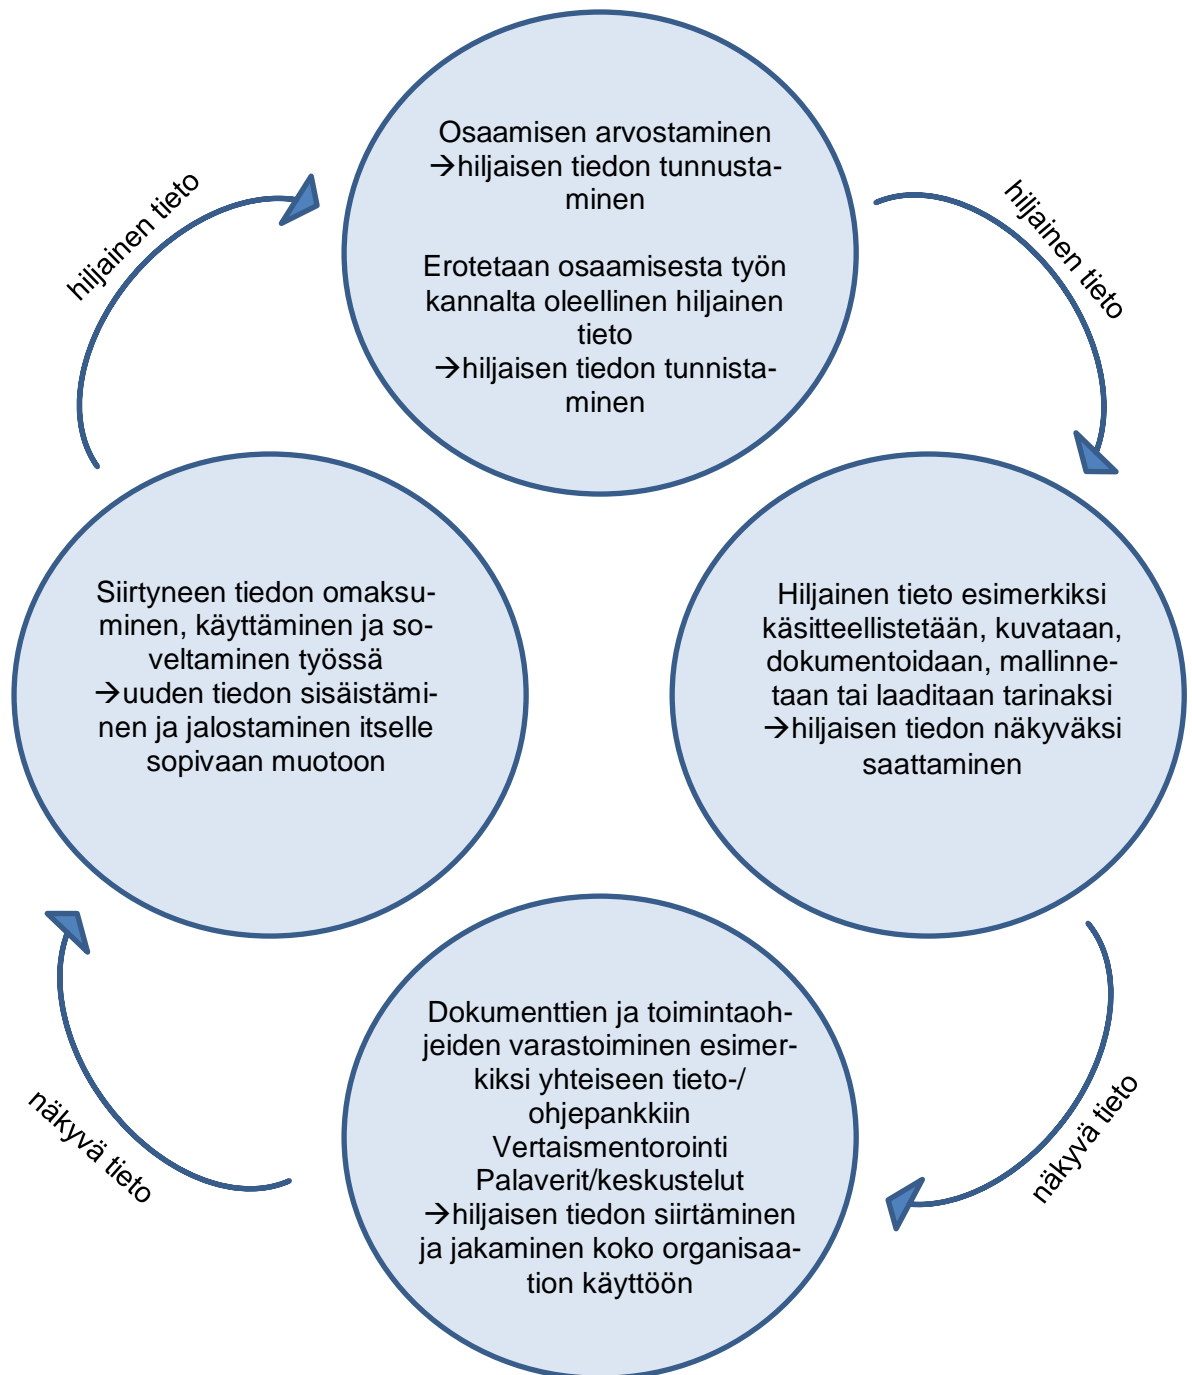 Osaamisen arvostaminen
→hiljaisen tiedon tunnusta-
minen
Erotetaan osaamisesta työn
kannalta oleellinen hiljainen
tieto
→hiljaisen tiedon tunnista-
minen
hiljainen tieto
hiljainen tieto
Siirtyneen tiedon omaksu-
minen, käyttäminen ja so-
veltaminen työssä
→uuden tiedon sisäistämi-
nen ja jalostaminen itselle
sopivaan muotoon
Hiljainen tieto esimerkiksi
käsitteellistetään, kuvataan,
dokumentoidaan, mallinne-
taan tai laaditaan tarinaksi
→hiljaisen tiedon näkyväksi
saattaminen
Dokumenttien ja toimintaoh-
jeiden varastoiminen esimer-
kiksi yhteiseen tieto-/
ohjepankkiin
Vertaismentorointi
Palaverit/keskustelut
→hiljaisen tiedon siirtäminen
ja jakaminen koko organisaa-
tion käyttöön
näkyvä tieto
näkyvä tieto